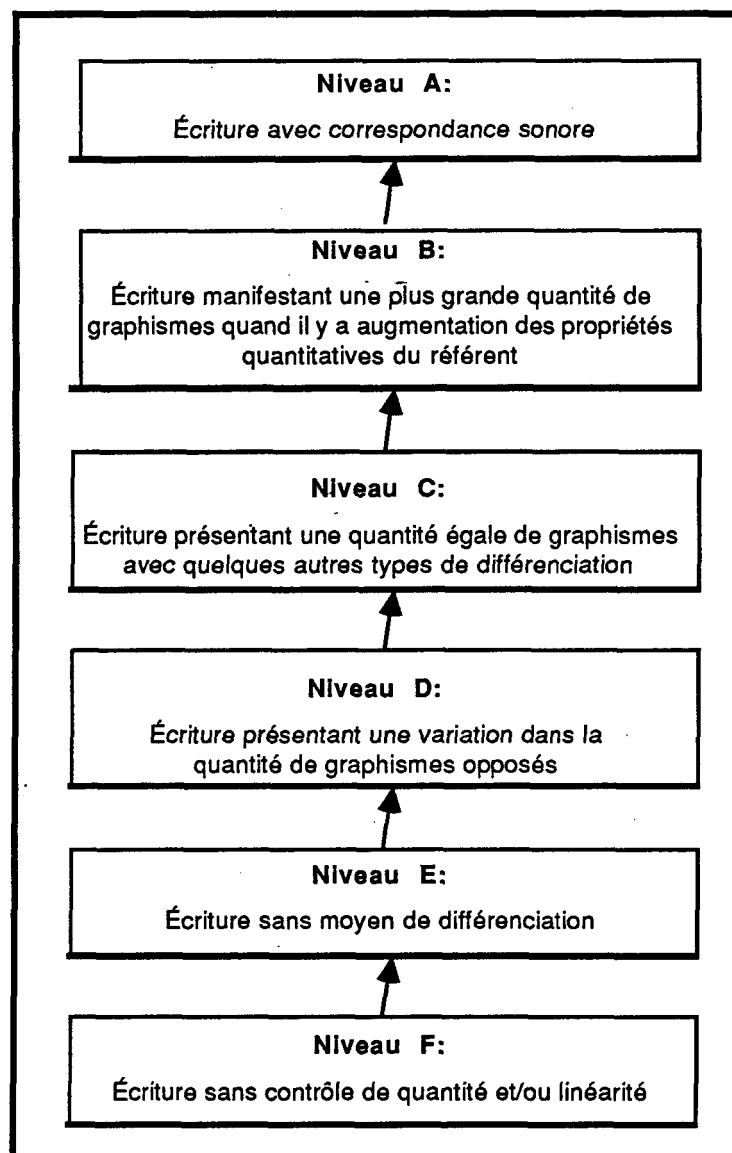 Niveau A:
Écriture avec correspondance sonore
Niveau B:
Écriture manifestant une plus grande quantité de
graphismes quand il y a augmentation des propriétés
quantitatives du référent
Niveau C:
Écriture présentant une quantité égale de graphismes
avec quelques autres types de différenciation
Niveau D:
Écriture présentant une variation dans la
quantité de graphismes opposés
Niveau E:
Écriture sans moyen de différenciation
Niveau F:
Écriture sans contrôle de quantité et/ou linéarité